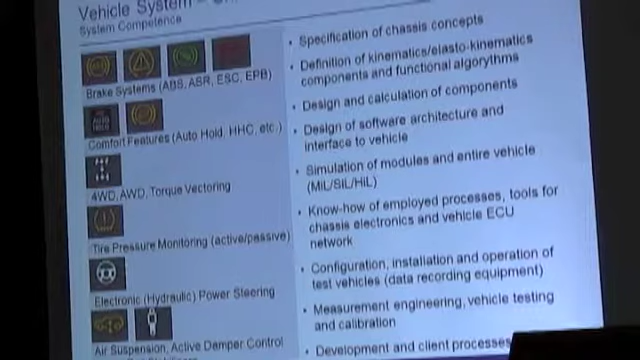 Vehicle System –
System Competence
Brake Systems (ABS, ASR, ESC, EPB)
Comfort Features (Auto Hold, HHC, etc.)
4WD, AWD, Torque Vectoring
Tire Pressure Monitoring (active/passive)
Electronic (Hydraulic) Power Steering
Air Suspension, Active Damper Control
• Specification of chassis concepts
• Definition of kinematics/elasto-kinematics
components and functional algorythms
• Design and calculation of components
• Design of software architecture and
interface to vehicle
• Simulation of modules and entire vehicle
(MiL/SiL/HiL)
• Know-how of employed processes, tools for
chassis electronics and vehicle ECU
network
• Configuration, installation and operation of
test vehicles (data recording equipment)
• Measurement engineering, vehicle testing
and calibration
• Development and client processes